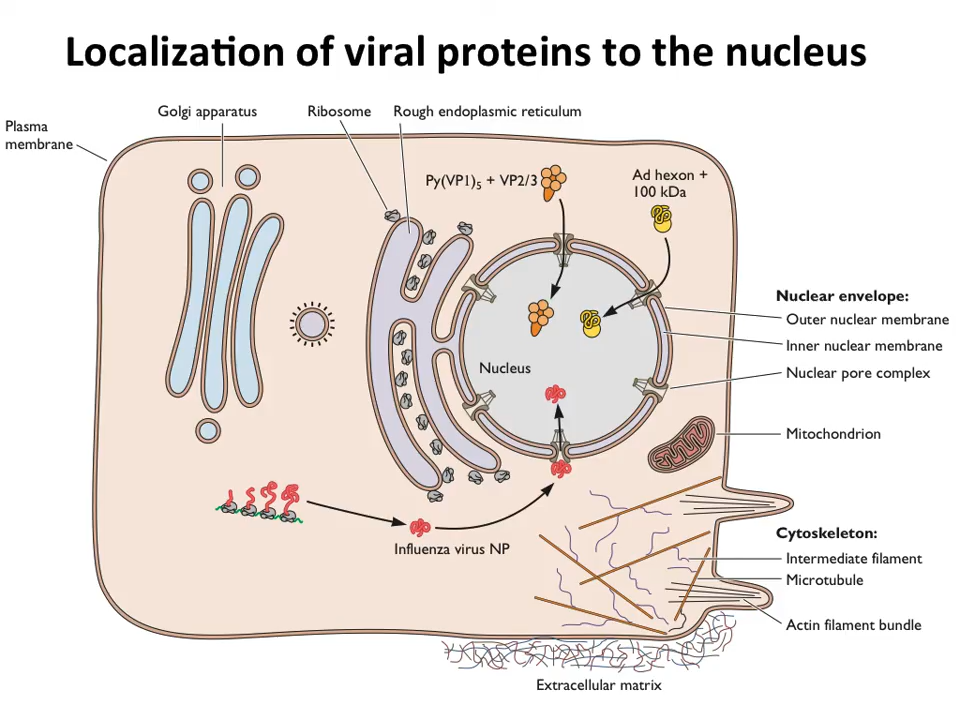 Localization of viral proteins to the nucleus
Golgi apparatus
Ribosome
Rough endoplasmic reticulum
Plasma
membrane
Py(VP1)5 + VP2/3
Ad hexon +
100 kDa
Nuclear envelope:
Outer nuclear membrane
Inner nuclear membrane
Nuclear pore complex
Nucleus
Mitochondrion
Influenza virus NP
Cytoskeleton:
Intermediate filament
Microtubule
Actin filament bundle
Extracellular matrix